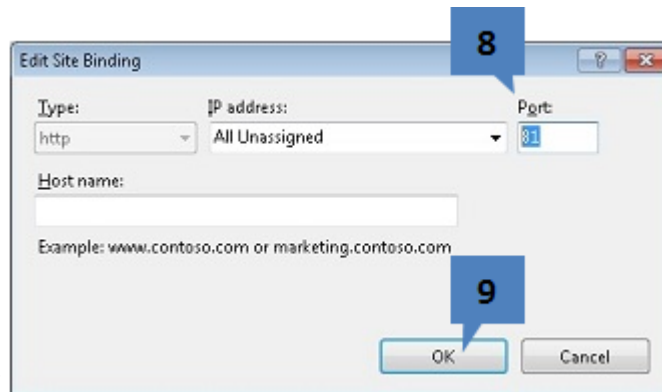 8
Edit Site Binding
?
Type: IP address: Port:
http All Unassigned 81
Host name:
Example: www.contoso.com or marketing.contoso.com
9
OK Cancel